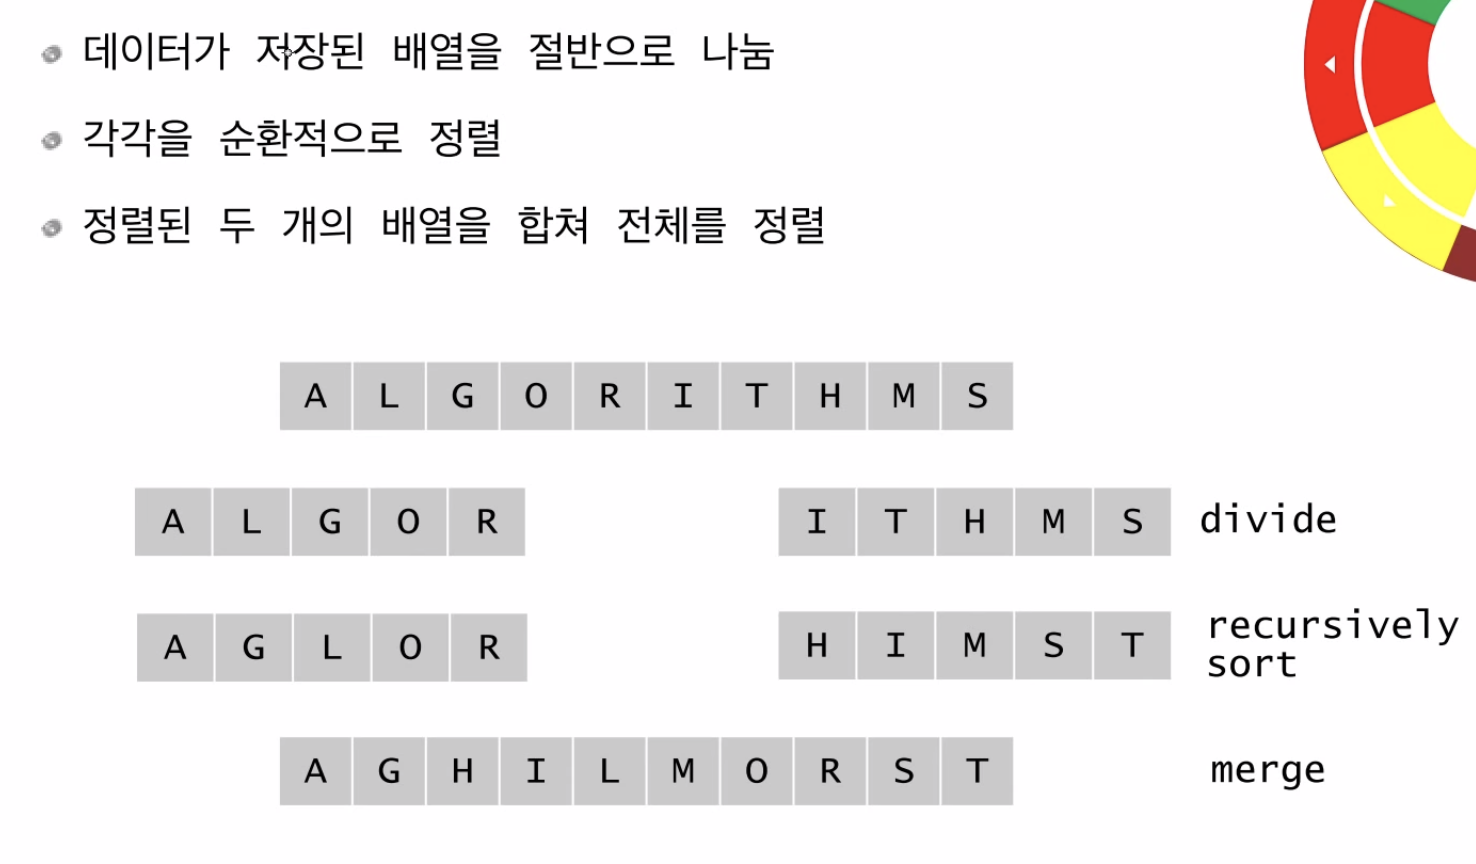 데이터가 저장된 배열을 절반으로 나눔
각각을 순환적으로 정렬
정렬된 두 개의 배열을 합쳐 전체를 정렬
A L G O R I T H M S
A L G O R I T H M S divide
A G L O R H I M S T recursively
sort
A G H I L M O R S T merge